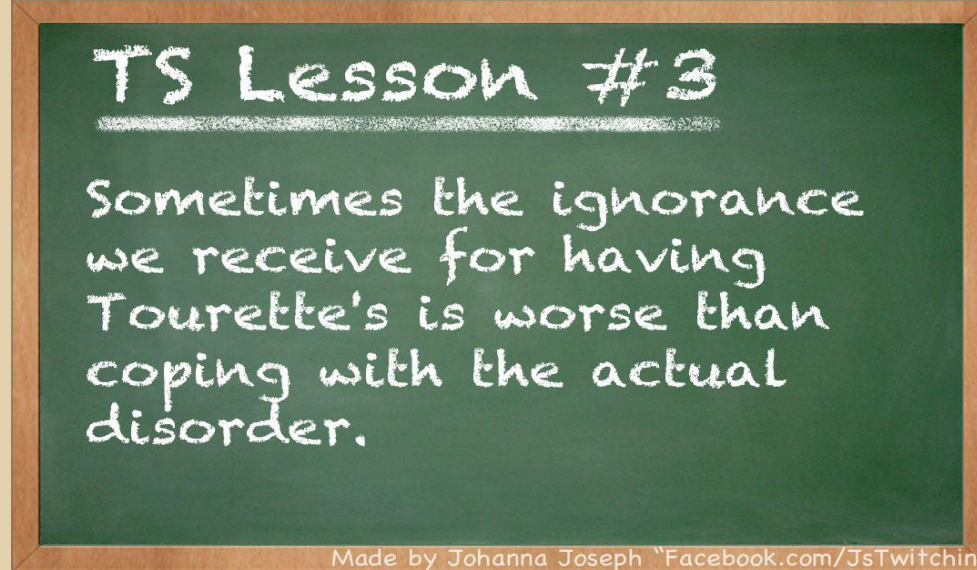 TS Lesson #3
Sometimes the ignorance
we receive for having
Tourette's is worse than
coping with the actual
disorder.
Made by Johanna Joseph "Facebook.com/JsTwitchin